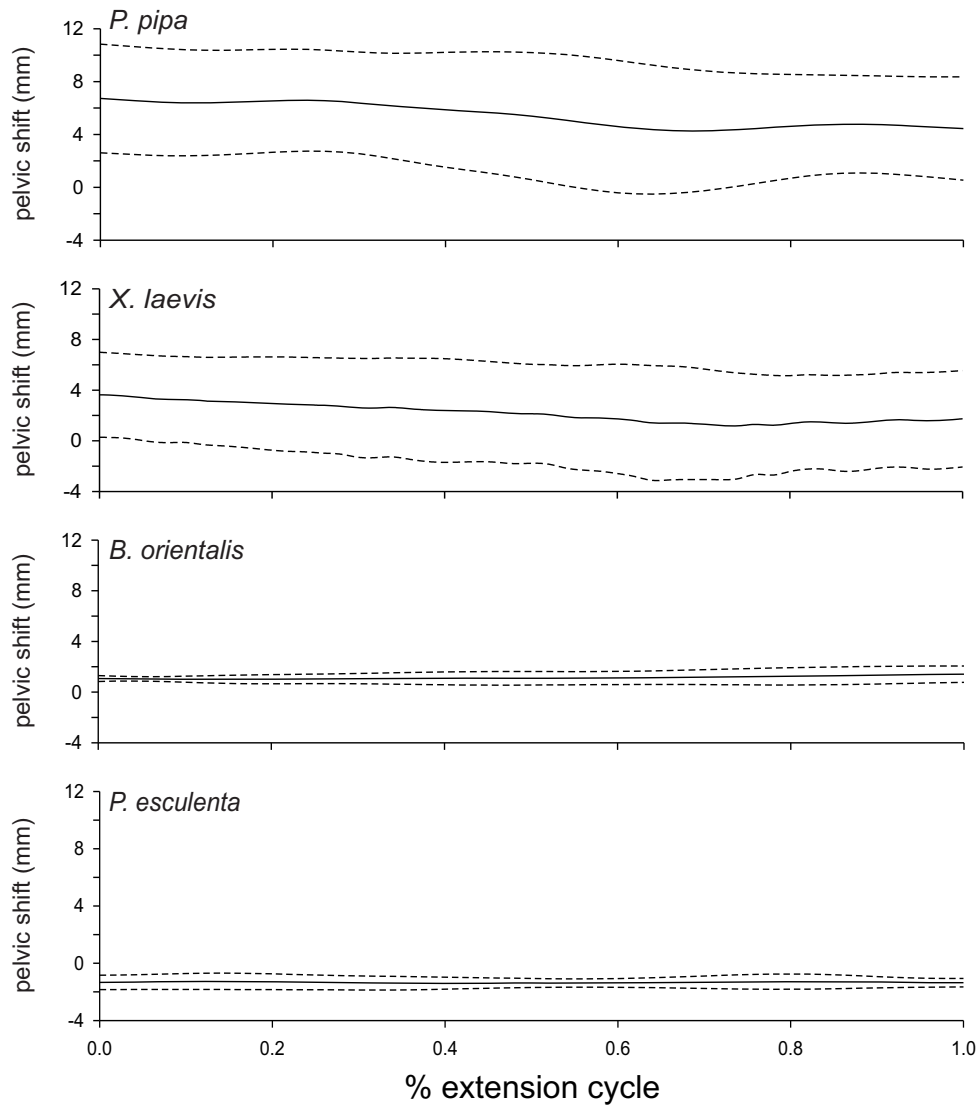 P. pipa
pelvic shift (mm)
12
8
4
0
-4
X. laevis
pelvic shift (mm)
12
8
4
0
-4
B. orientalis
pelvic shift (mm)
12
8
4
0
-4
P. esculenta
pelvic shift (mm)
12
8
4
0
-4
0.0 0.2 0.4 0.6 0.8 1.0
% extension cycle